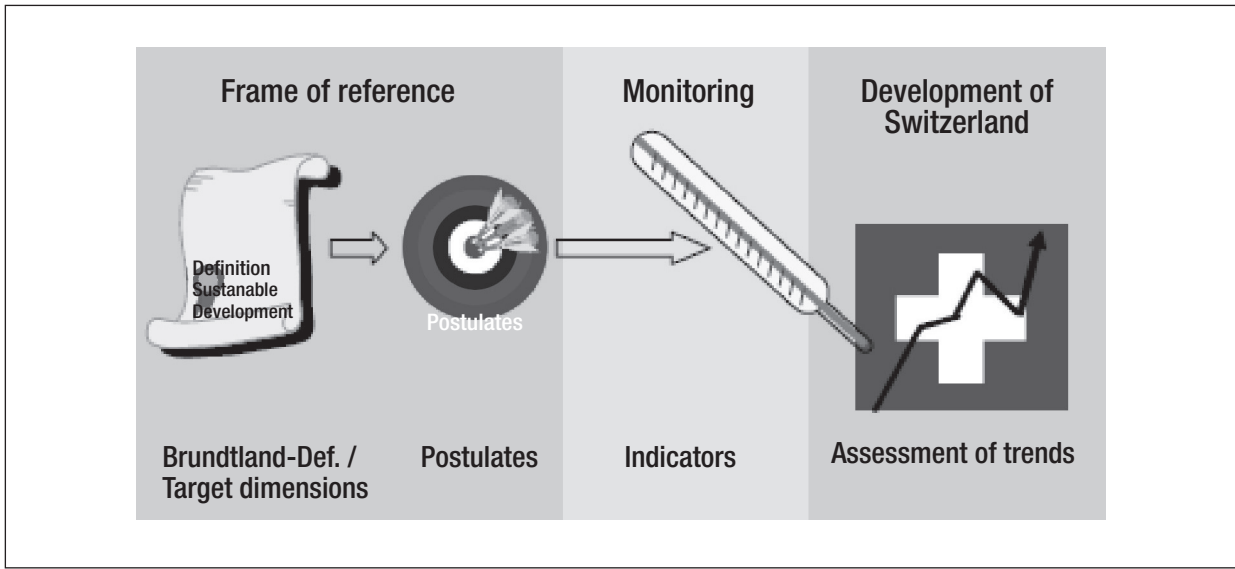 Frame of reference
Monitoring
Development of
Switzerland
Definition
Sustanable
Development
Postulates
Brundtland-Def. /
Target dimensions
Postulates
Indicators
Assessment of trends